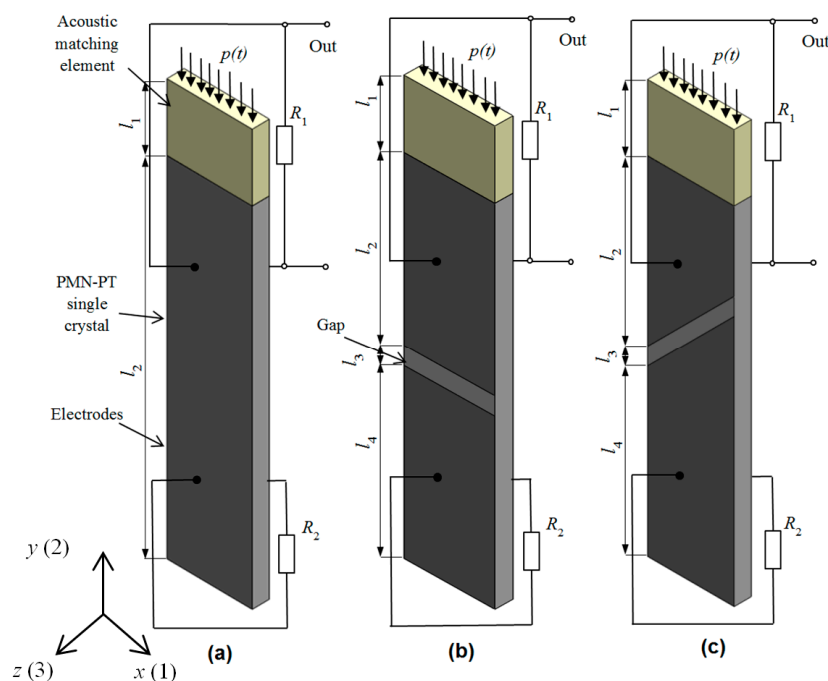 Acoustic
matching
element
p(t)
Out
R1
l1
PMN-PT
single
crystal
l2
Electrodes
R2
y (2)
z (3)
x (1)
(a)
p(t)
Out
R1
l1
l2
Gap
l3
l4
R2
(b)
p(t)
Out
R1
l1
l2
l3
l4
R2
(c)